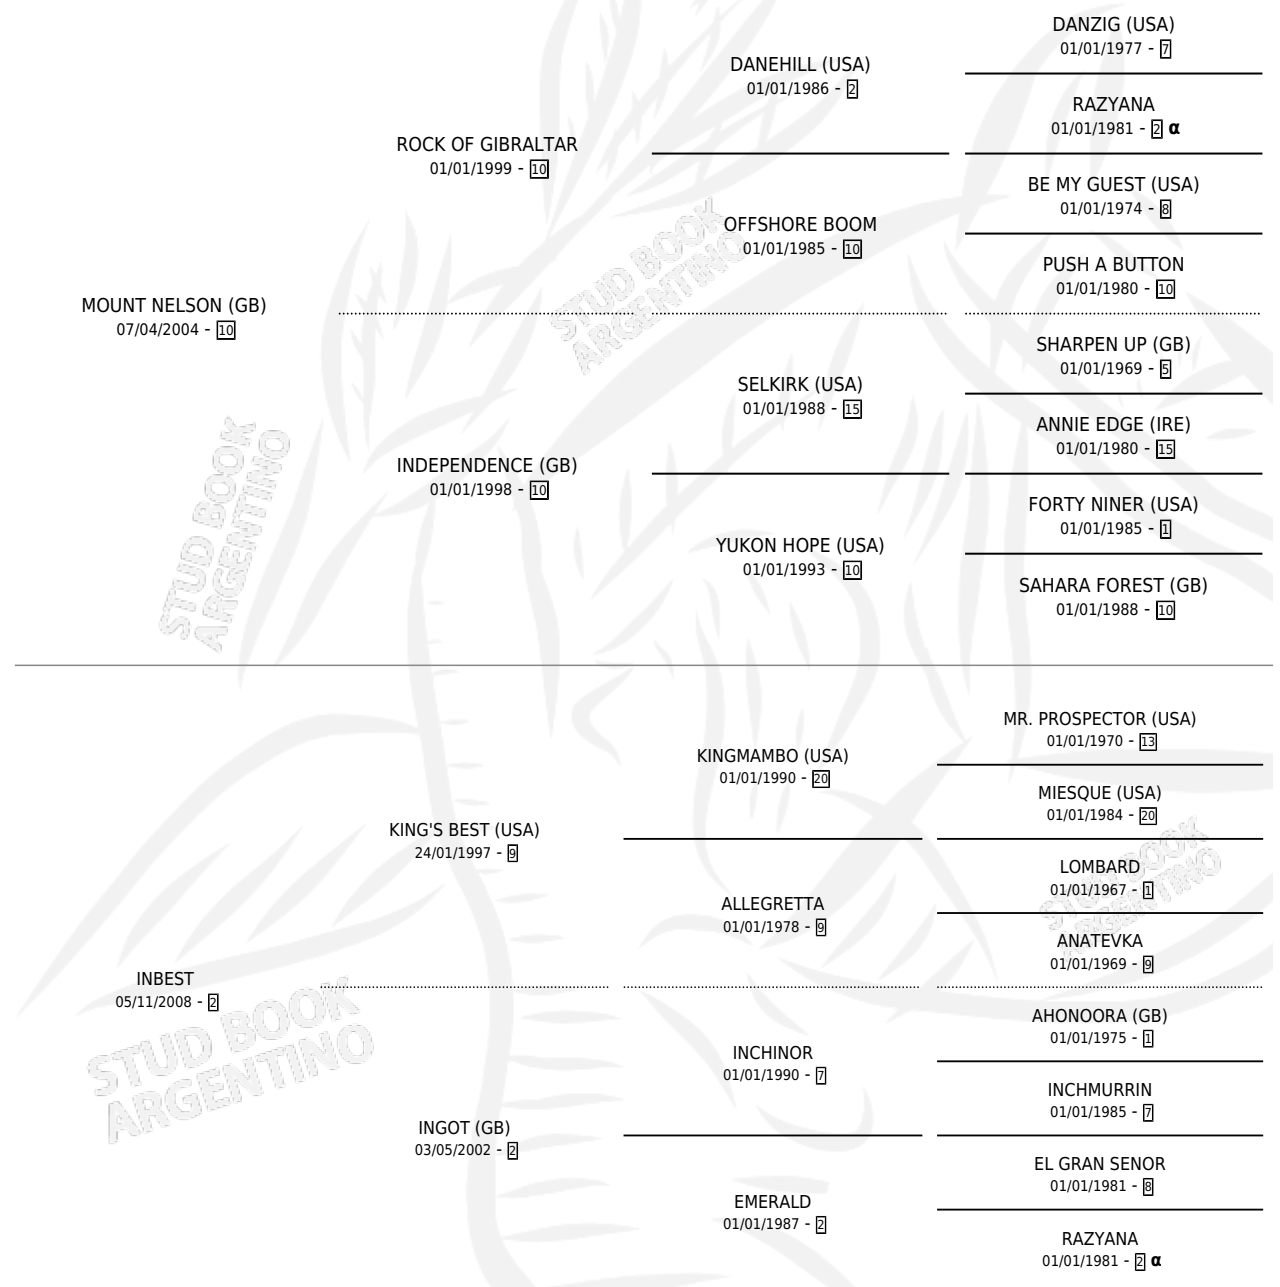 DANZIG (USA)
01/01/1977 - 7
DANEHILL (USA)
01/01/1986 - 2
RAZYANA
01/01/1981 - 2 α
ROCK OF GIBRALTAR
01/01/1999 - 10
BE MY GUEST (USA)
01/01/1974 - 8
OFFSHORE BOOM
01/01/1985 - 10
PUSH A BUTTON
01/01/1980 - 10
STUD BOOK
ARGENTINO
MOUNT NELSON (GB)
07/04/2004 - 10
SHARPEN UP (GB)
01/01/1969 - 5
SELKIRK (USA)
01/01/1988 - 15
ANNIE EDGE (IRE)
01/01/1980 - 15
INDEPENDENCE (GB)
01/01/1998 - 10
FORTY NINER (USA)
01/01/1985 - 1
YUKON HOPE (USA)
01/01/1993 - 10
SAHARA FOREST (GB)
01/01/1988 - 10
STUD BOOK
ARGENTINO
MR. PROSPECTOR (USA)
01/01/1970 - 13
KINGMAMBO (USA)
01/01/1990 - 20
MIESQUE (USA)
01/01/1984 - 20
KING'S BEST (USA)
24/01/1997 - 9
LOMBARD
01/01/1967 - 1
ALLEGRETTA
01/01/1978 - 9
ANATEVKA
01/01/1969 - 9
STUD BOOK
ARGENTINO
INBEST
05/11/2008 - 2
AHONOORA (GB)
01/01/1975 - 1
INCHINOR
01/01/1990 - 7
INCHMURRIN
01/01/1985 - 7
STUD BOOK
ARGENTINO
INGOT (GB)
03/05/2002 - 2
EL GRAN SENOR
01/01/1981 - 8
EMERALD
01/01/1987 - 2
RAZYANA
01/01/1981 - 2 α